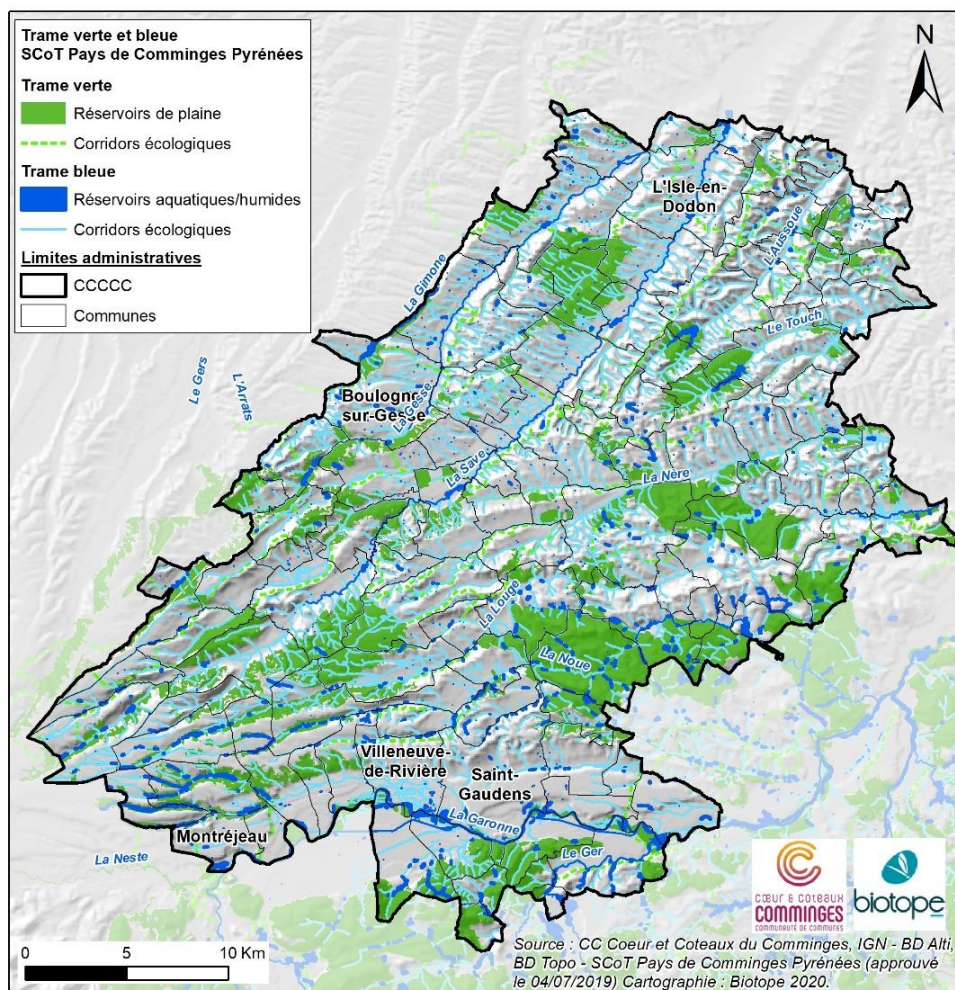 Trame verte et bleue
SCoT Pays de Comminges Pyrénées
Trame verte
Réservoirs de plaine
Corridors écologiques
Trame bleue
Réservoirs aquatiques/humides
Corridors écologiques
Limites administratives
CCCCC
Communes
N
L'Isle-en-
Dodon
L'Aussoue
La Gimone
Le Touch
Le Gers
L'Arrats
Boulogne-
sur-Gesse
La Gesse
La Save
La Nère
La Louge
La Noue
Villeneuve-
de-Rivière
Saint-
Gaudens
La Garonne
Montréjeau
La Neste
Le Ger
0 5 10 Km
cœur & coteaux
COMMINGES
COMMUNAUTÉ DE COMMUNES
biotope
Source : CC Coeur et Coteaux du Comminges, IGN - BD Alti,
BD Topo - SCoT Pays de Comminges Pyrénées (approuvé
le 04/07/2019) Cartographie : Biotope 2020.